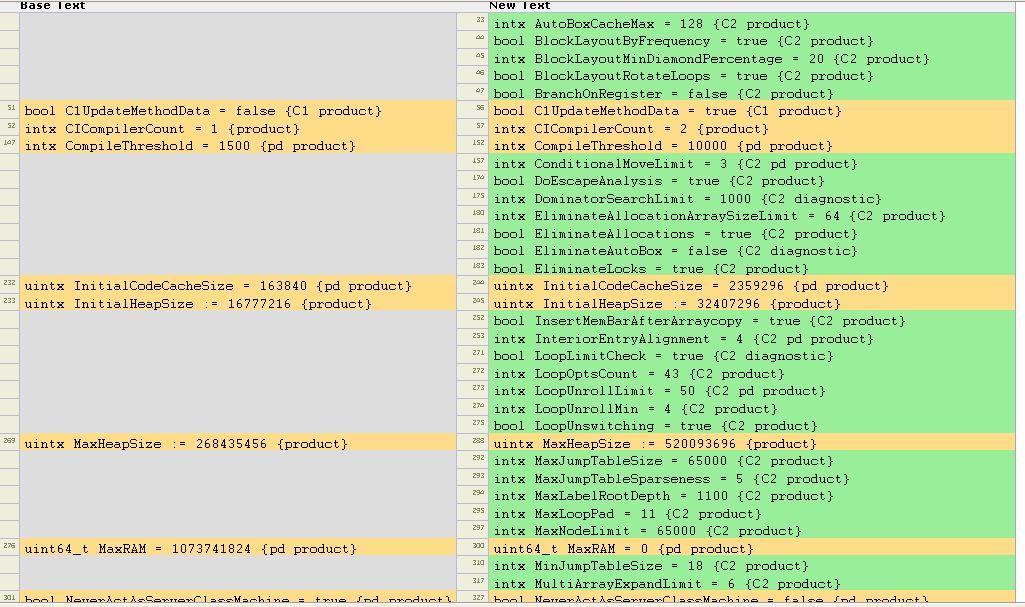 Base Text New Text
33 intx AutoBoxCacheMax = 128 {C2 product}
44 bool BlockLayoutByFrequency = true {C2 product}
45 intx BlockLayoutMinDiamondPercentage = 20 {C2 product}
46 bool BlockLayoutRotateLoops = true {C2 product}
47 bool BranchOnRegister = false {C2 product}
51 bool C1UpdateMethodData = false {C1 product} 56 bool C1UpdateMethodData = true {C1 product}
52 intx CICompilerCount = 1 {product} 57 intx CICompilerCount = 2 {product}
147 intx CompileThreshold = 1500 {pd product} 152 intx CompileThreshold = 10000 {pd product}
157 intx ConditionalMoveLimit = 3 {C2 pd product}
174 bool DoEscapeAnalysis = true {C2 product}
175 intx DominatorSearchLimit = 1000 {C2 diagnostic}
180 intx EliminateAllocationArraySizeLimit = 64 {C2 product}
181 bool EliminateAllocations = true {C2 product}
182 bool EliminateAutoBox = false {C2 diagnostic}
183 bool EliminateLocks = true {C2 product}
232 uintx InitialCodeCacheSize = 163840 {pd product} 244 uintx InitialCodeCacheSize = 2359296 {pd product}
233 uintx InitialHeapSize := 16777216 {product} 245 uintx InitialHeapSize := 32407296 {product}
252 bool InsertMemBarAfterArraycopy = true {C2 product}
253 intx InteriorEntryAlignment = 4 {C2 pd product}
271 bool LoopLimitCheck = true {C2 diagnostic}
272 intx LoopOptsCount = 43 {C2 product}
273 intx LoopUnrollLimit = 50 {C2 pd product}
274 intx LoopUnrollMin = 4 {C2 product}
275 bool LoopUnswitching = true {C2 product}
269 uintx MaxHeapSize := 268435456 {product} 288 uintx MaxHeapSize := 520093696 {product}
292 intx MaxJumpTableSize = 65000 {C2 product}
293 intx MaxJumpTableSparseness = 5 {C2 product}
294 intx MaxLabelRootDepth = 1100 {C2 product}
295 intx MaxLoopPad = 11 {C2 product}
297 intx MaxNodeLimit = 65000 {C2 product}
276 uint64_t MaxRAM = 1073741824 {pd product} 300 uint64_t MaxRAM = 0 {pd product}
310 intx MinJumpTableSize = 18 {C2 product}
317 intx MultiArrayExpandLimit = 6 {C2 product}
301 bool NeverActAsServerClassMachine = true {pd product} 327 bool NeverActAsServerClassMachine = false {pd product}